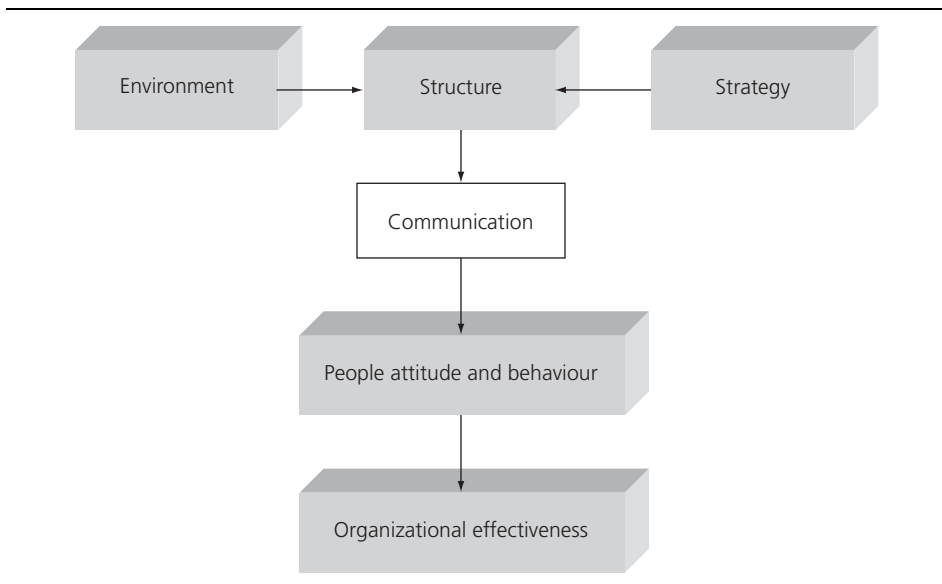 Environment
Structure
Strategy
Communication
People attitude and behaviour
Organizational effectiveness